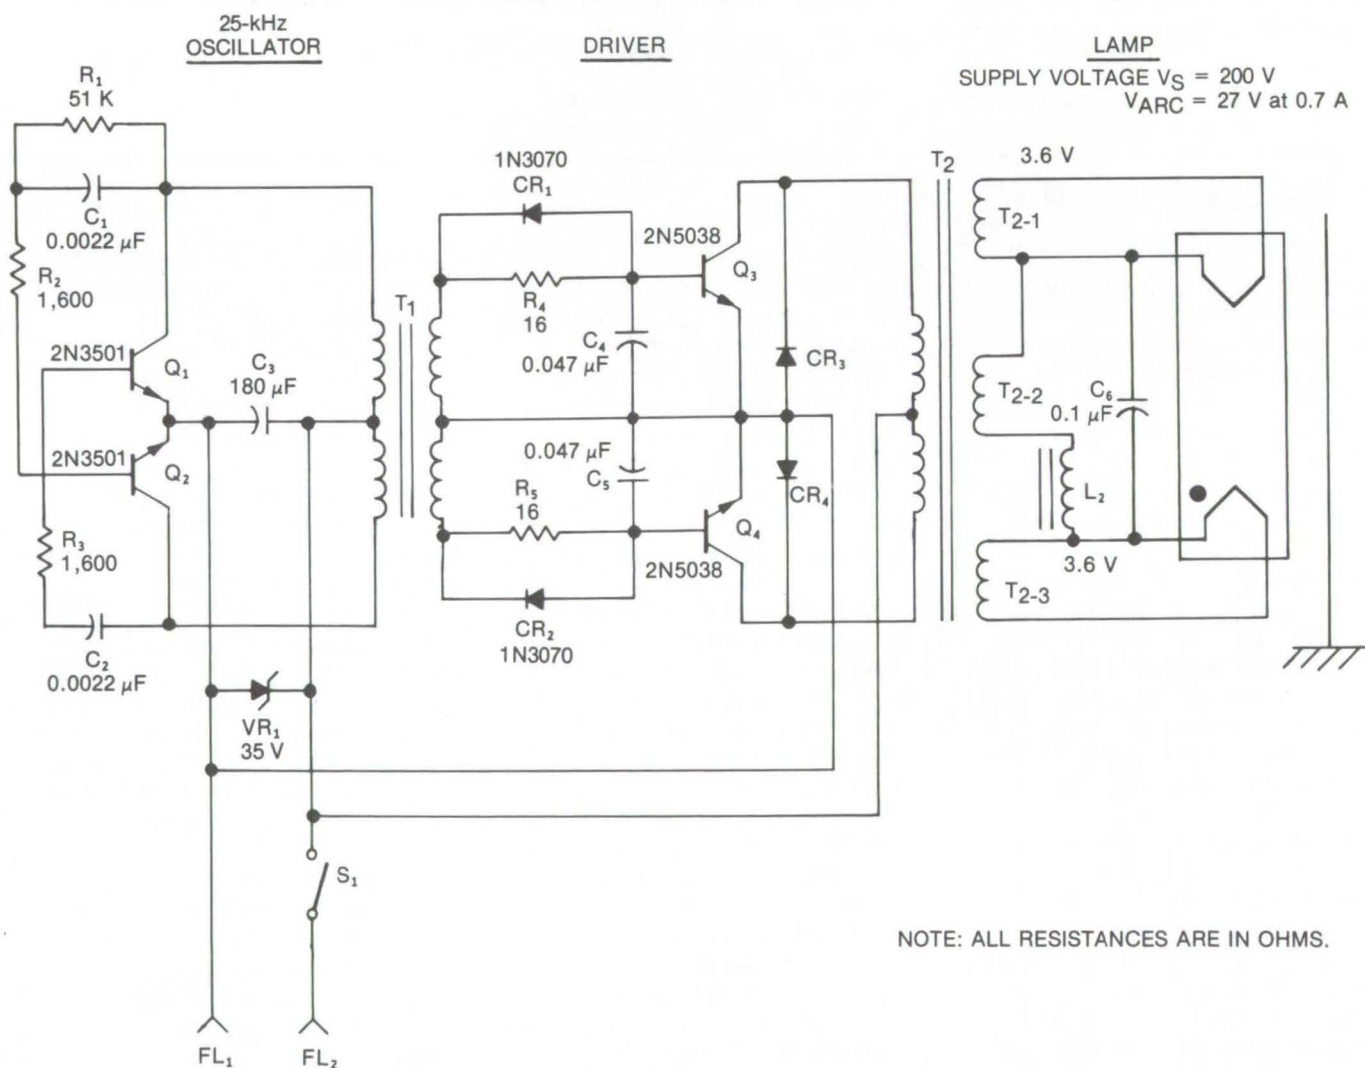 25-kHz
OSCILLATOR
DRIVER
LAMP
SUPPLY VOLTAGE V_S = 200 V
V_ARC = 27 V at 0.7 A
R₁
51 K
C₁
0.0022 µF
R₂
1,600
2N3501
Q₁
C₃
180 µF
2N3501
Q₂
R₃
1,600
C₂
0.0022 µF
VR₁
35 V
S₁
FL₁
FL₂
T₁
1N3070
CR₁
2N5038
Q₃
R₄
16
C₄
0.047 µF
CR₃
0.047 µF
C₅
R₅
16
CR₄
Q₄
2N5038
CR₂
1N3070
T₂
3.6 V
T₂₋₁
T₂₋₂
C₆
0.1 µF
L₂
3.6 V
T₂₋₃
NOTE: ALL RESISTANCES ARE IN OHMS.